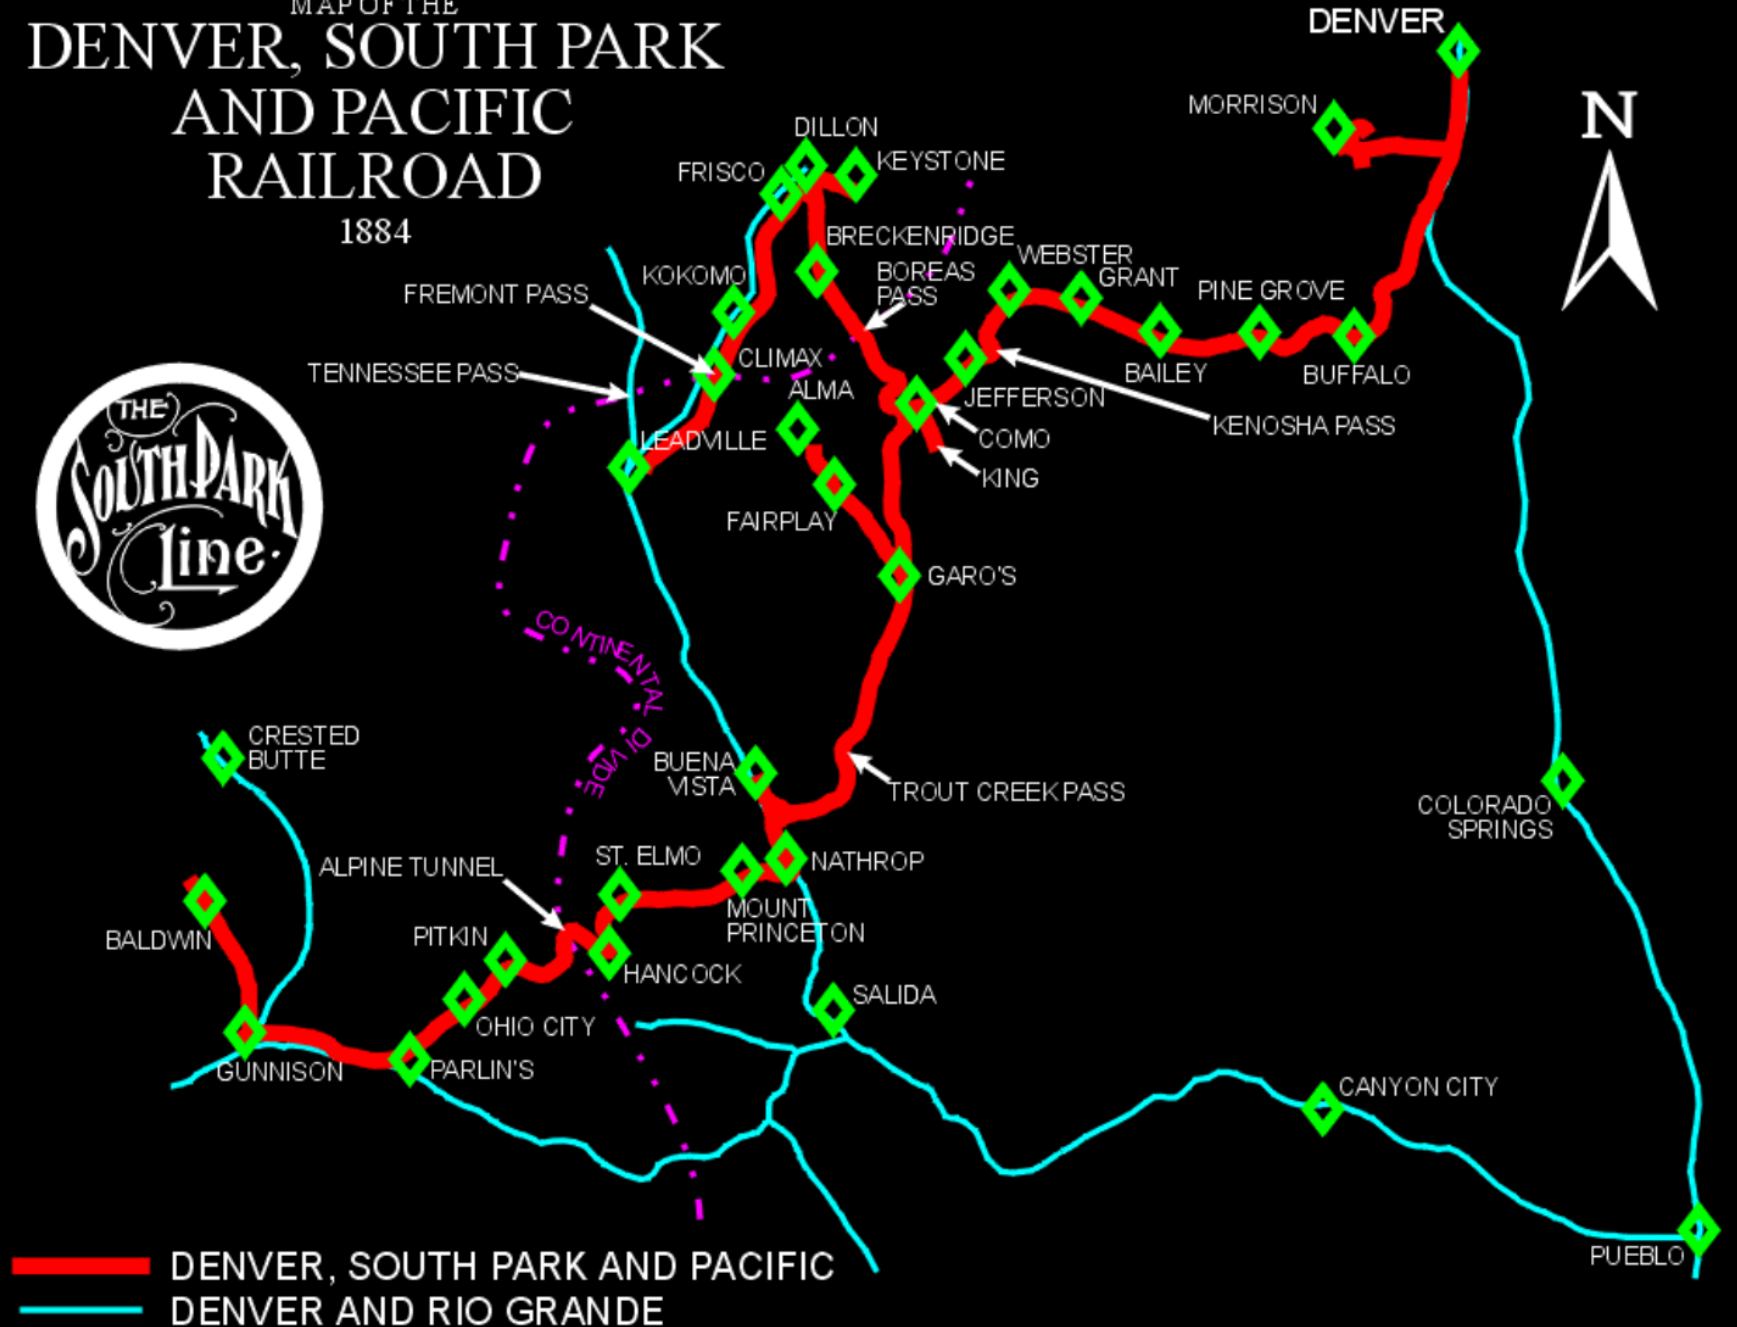 MAP OF THE
DENVER, SOUTH PARK
AND PACIFIC
RAILROAD
1884
DENVER
MORRISON
N
DILLON
KEYSTONE
FRISCO
BRECKENRIDGE
BOREAS
PASS
WEBSTER
GRANT
PINE GROVE
KOKOMO
FREMONT PASS
TENNESSEE PASS
CLIMAX
ALMA
BAILEY
BUFFALO
JEFFERSON
KENOSHA PASS
COMO
KING
LEADVILLE
FAIRPLAY
GARO'S
THE
SOUTH PARK
Line
CONTINENTAL DIVIDE
CRESTED
BUTTE
BUENA
VISTA
TROUT CREEK PASS
COLORADO
SPRINGS
ALPINE TUNNEL
ST. ELMO
NATHROP
MOUNT
PRINCETON
BALDWIN
PITKIN
HANCOCK
SALIDA
OHIO CITY
GUNNISON
PARLIN'S
CANYON CITY
PUEBLO
DENVER, SOUTH PARK AND PACIFIC
DENVER AND RIO GRANDE